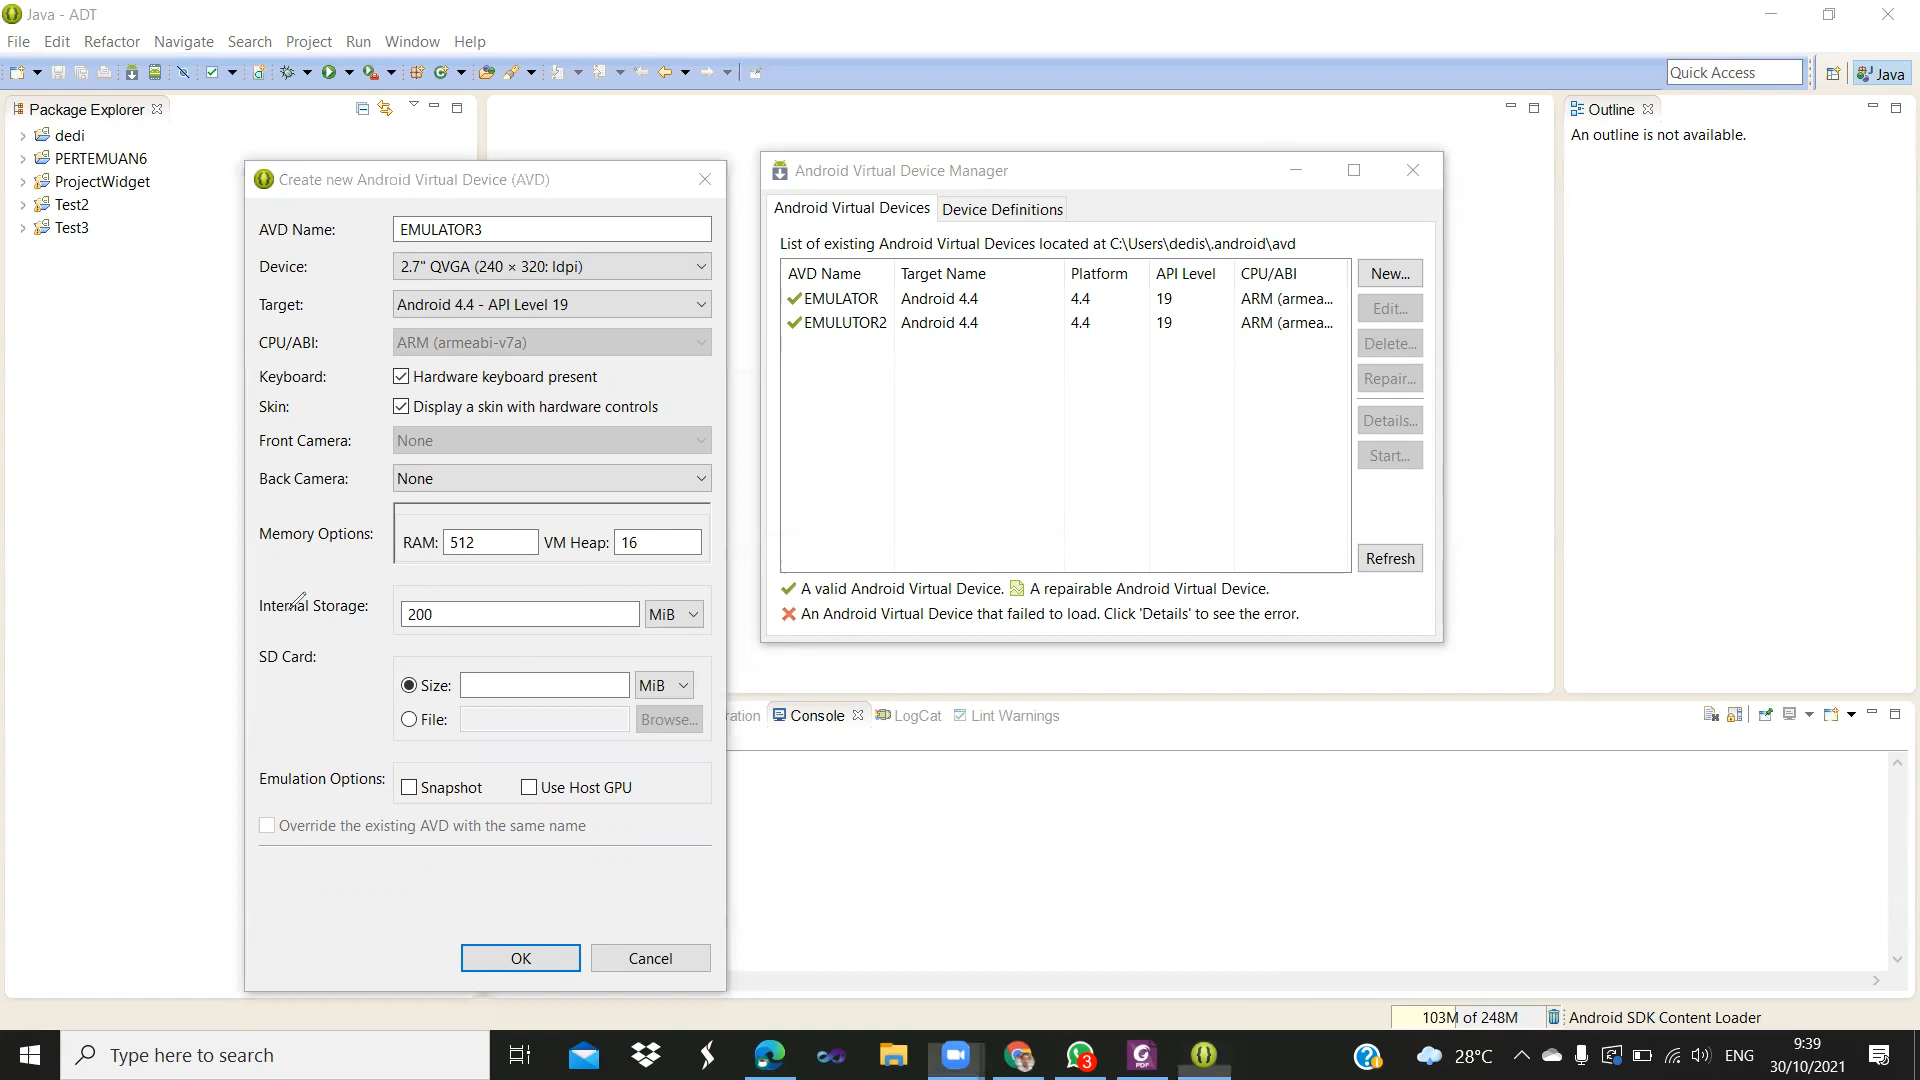 Java - ADT
File Edit Refactor Navigate Search Project Run Window Help
Quick Access
Java
Package Explorer
dedi
PERTEMUAN6
ProjectWidget
Test2
Test3
Create new Android Virtual Device (AVD)
AVD Name: EMULATOR3
Device: 2.7" QVGA (240 × 320: ldpi)
Target: Android 4.4 - API Level 19
CPU/ABI: ARM (armeabi-v7a)
Keyboard: Hardware keyboard present
Skin: Display a skin with hardware controls
Front Camera: None
Back Camera: None
Memory Options: RAM: 512 VM Heap: 16
Internal Storage: 200 MiB
SD Card:
Size: MiB
File: Browse...
Emulation Options: Snapshot Use Host GPU
Override the existing AVD with the same name
OK Cancel
Android Virtual Device Manager
Android Virtual Devices Device Definitions
List of existing Android Virtual Devices located at C:\Users\dedis\.android\avd
AVD Name Target Name Platform API Level CPU/ABI
EMULATOR Android 4.4 4.4 19 ARM (armea...
EMULUTOR2 Android 4.4 4.4 19 ARM (armea...
New...
Edit...
Delete...
Repair...
Details...
Start...
Refresh
A valid Android Virtual Device. A repairable Android Virtual Device.
An Android Virtual Device that failed to load. Click 'Details' to see the error.
Outline
An outline is not available.
ration Console LogCat Lint Warnings
103M of 248M Android SDK Content Loader
Type here to search
3
PDF
28°C
ENG
9:39
30/10/2021